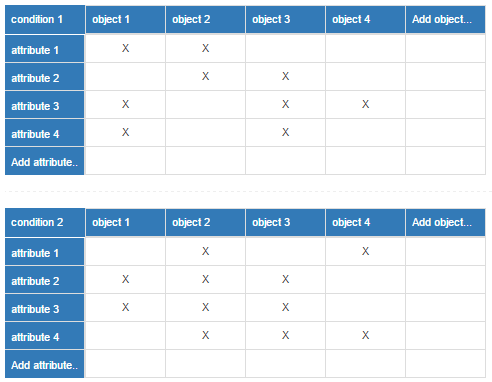 condition 1 object 1 object 2 object 3 object 4 Add object...
attribute 1 X X
attribute 2 X X
attribute 3 X X X
attribute 4 X X
Add attribute..
condition 2 object 1 object 2 object 3 object 4 Add object...
attribute 1 X X
attribute 2 X X X
attribute 3 X X X
attribute 4 X X X
Add attribute..